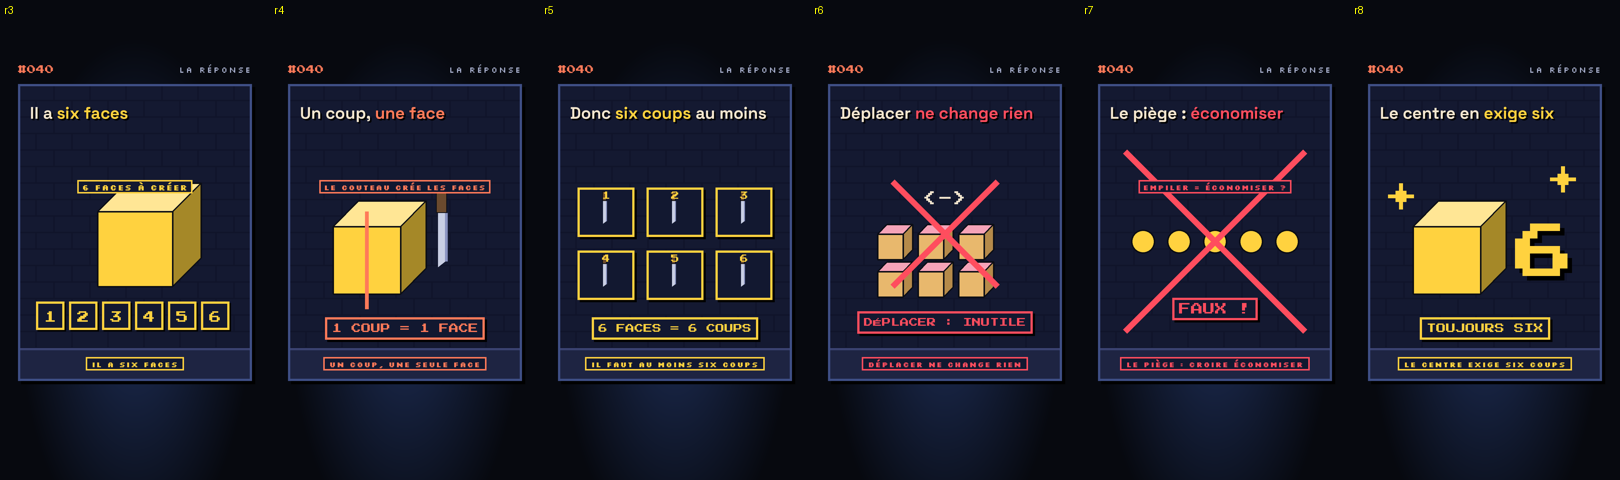 r3
#040
LA RÉPONSE
Il a six faces
6 FACES À CRÉER
1 2 3 4 5 6
IL A SIX FACES
r4
#040
LA RÉPONSE
Un coup, une face
LE COUTEAU CRÉE LES FACES
1 COUP = 1 FACE
UN COUP, UNE SEULE FACE
r5
#040
LA RÉPONSE
Donc six coups au moins
1 2 3
4 5 6
6 FACES = 6 COUPS
IL FAUT AU MOINS SIX COUPS
r6
#040
LA RÉPONSE
Déplacer ne change rien
<->
DéPLACER : INUTILE
DÉPLACER NE CHANGE RIEN
r7
#040
LA RÉPONSE
Le piège : économiser
EMPILER = ÉCONOMISER ?
FAUX !
LE PIÈGE : CROIRE ÉCONOMISER
r8
#040
LA RÉPONSE
Le centre en exige six
6
TOUJOURS SIX
LE CENTRE EXIGE SIX COUPS